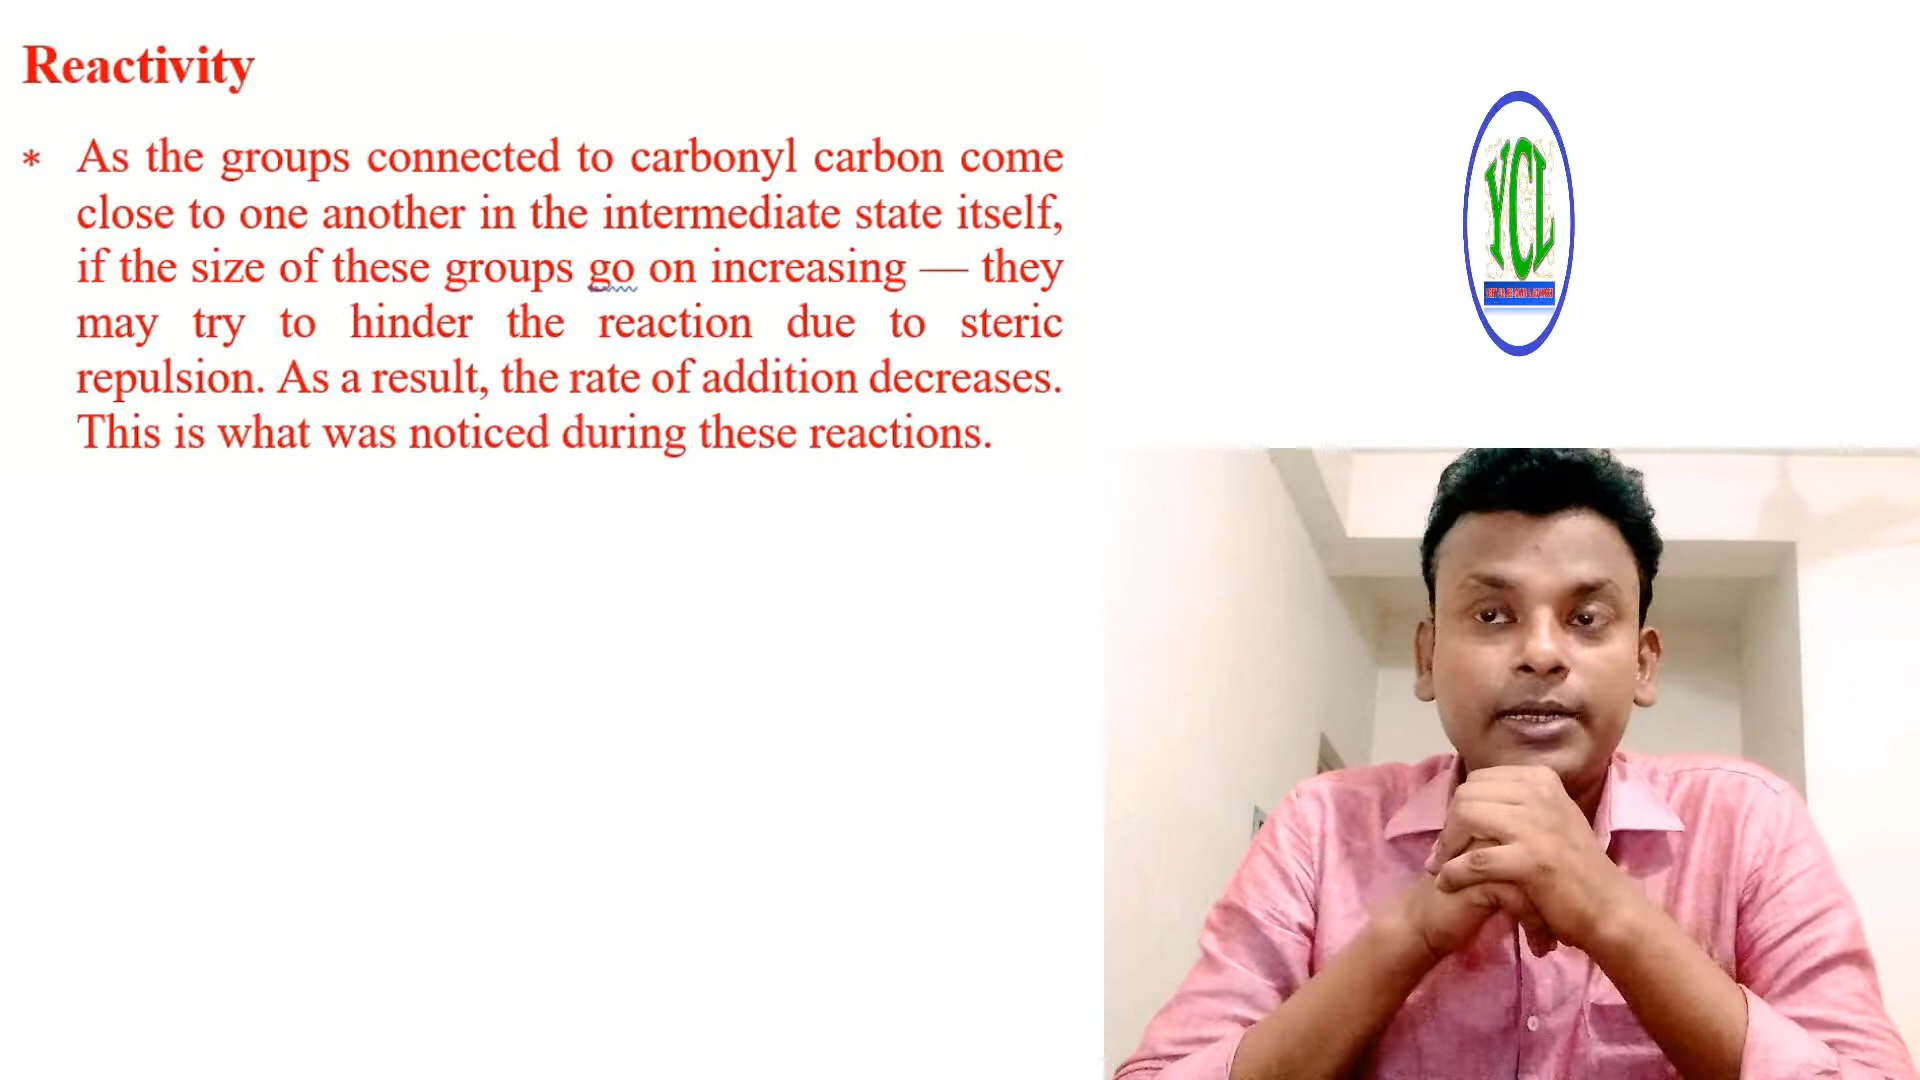 Reactivity
* As the groups connected to carbonyl carbon come
close to one another in the intermediate state itself,
if the size of these groups go on increasing — they
may try to hinder the reaction due to steric
repulsion. As a result, the rate of addition decreases.
This is what was noticed during these reactions.
YCL